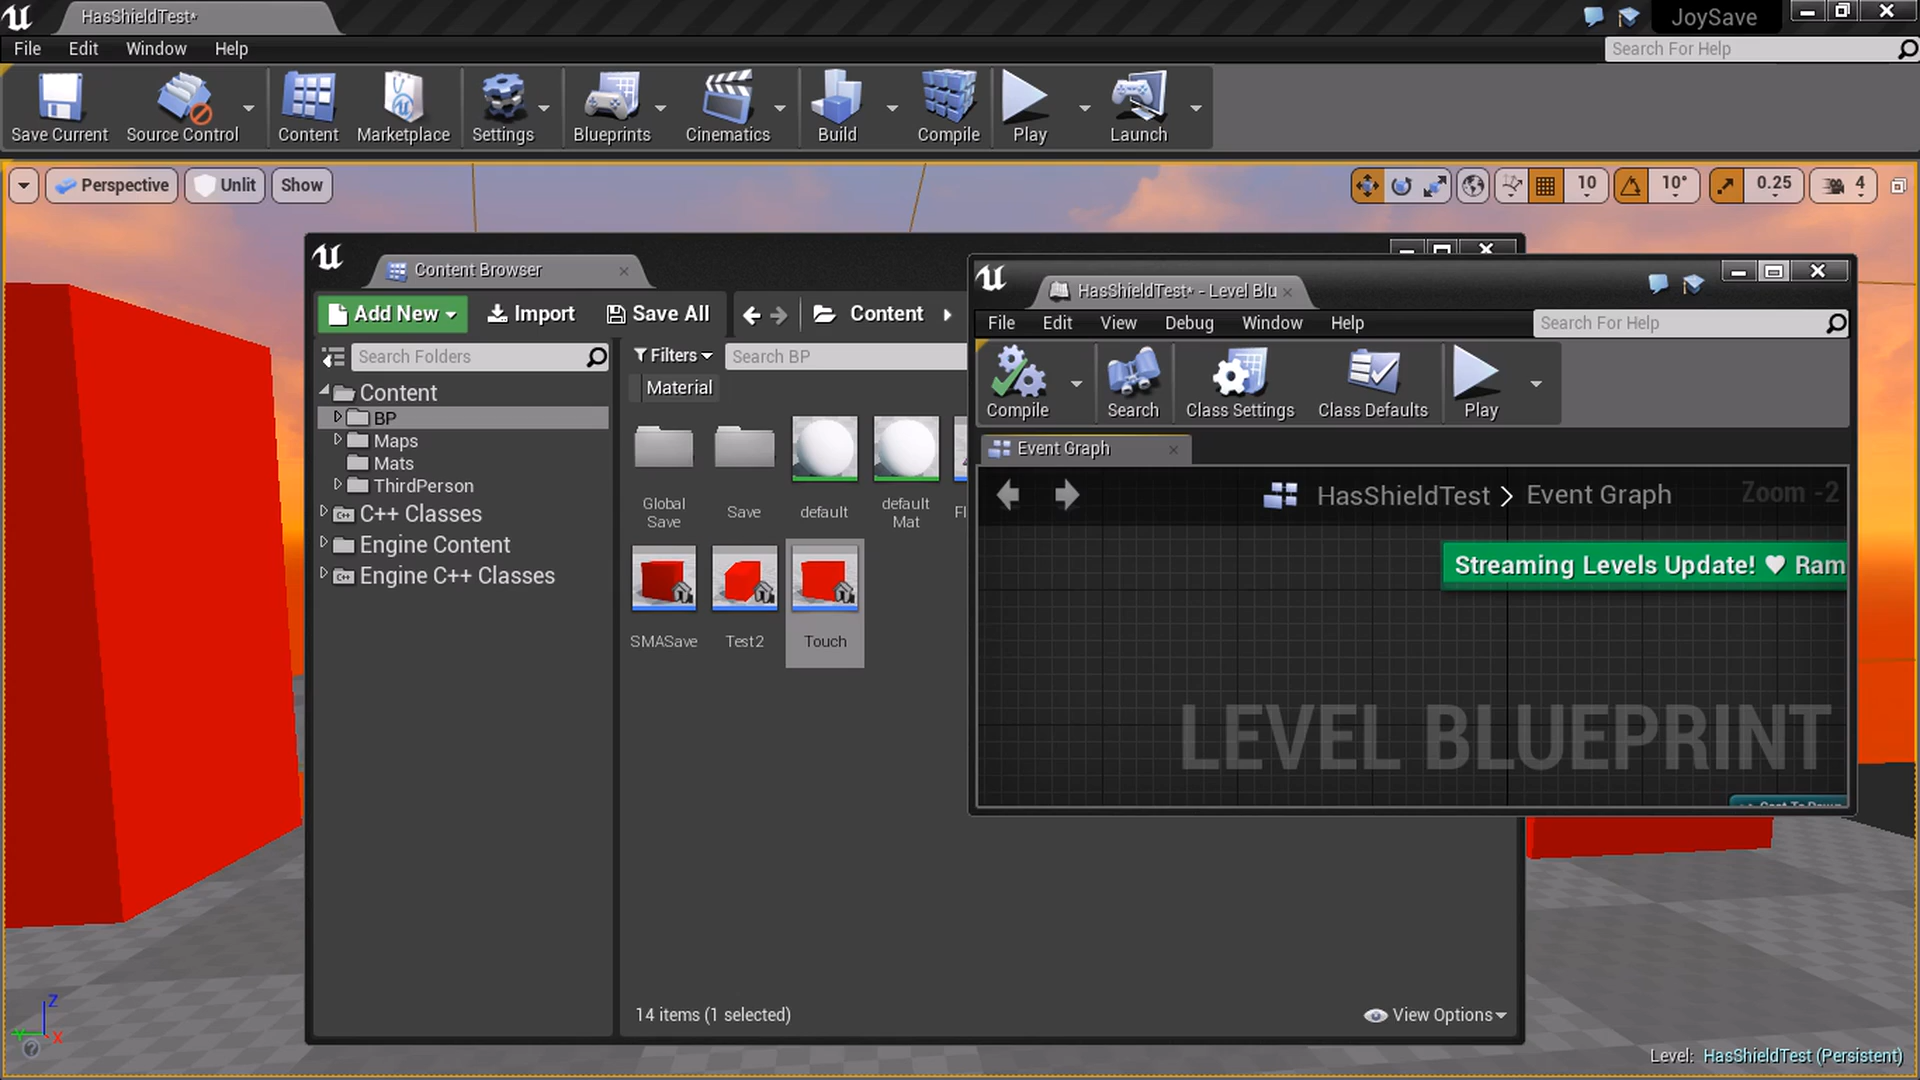 HasShieldTest*
JoySave
File Edit Window Help
Search For Help
Save Current Source Control Content Marketplace Settings Blueprints Cinematics Build Compile Play Launch
Perspective Unlit Show
10 10° 0.25 4
Content Browser
Add New Import Save All Content
Search Folders
Filters Search BP
Material
Content
BP
Maps
Mats
ThirdPerson
C++ Classes
Engine Content
Engine C++ Classes
Global Save
Save
default
default Mat
Fl
SMASave
Test2
Touch
14 items (1 selected)
View Options
HasShieldTest* - Level Blu
File Edit View Debug Window Help
Search For Help
Compile Search Class Settings Class Defaults Play
Event Graph
HasShieldTest > Event Graph
Zoom -2
Streaming Levels Update! ♥ Ram
LEVEL BLUEPRINT
Z
X
Level: HasShieldTest (Persistent)